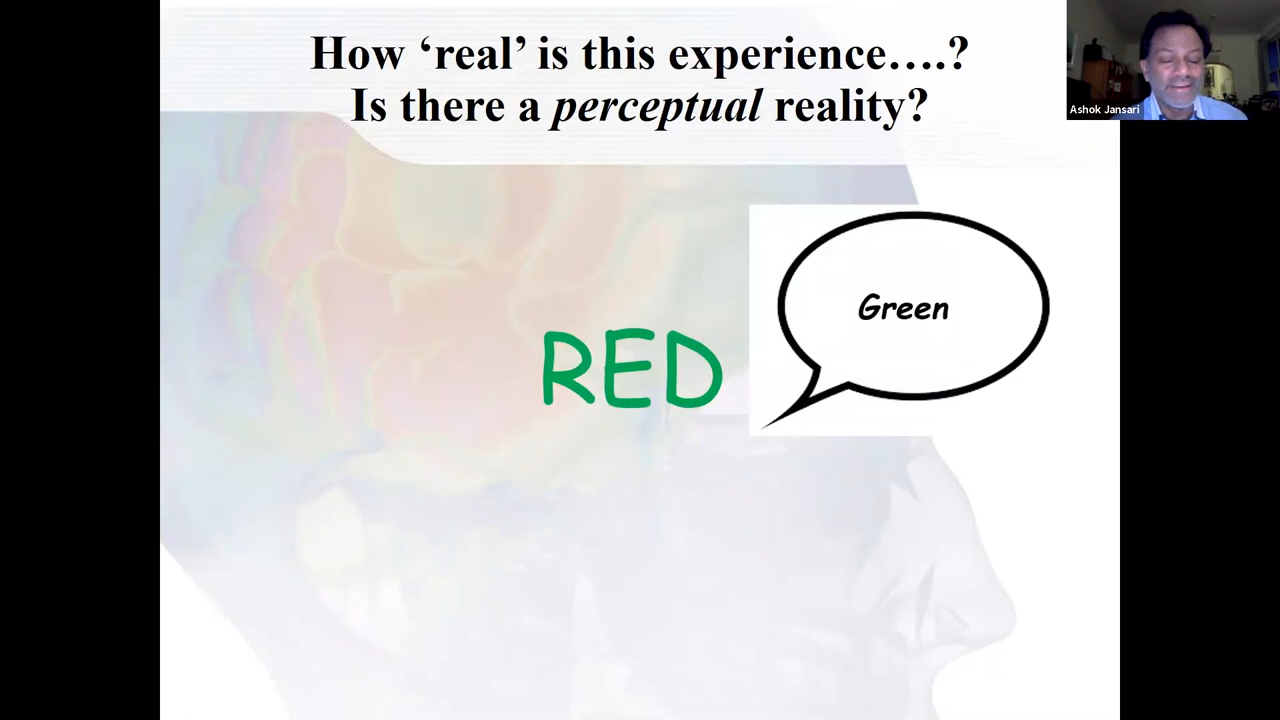 How ‘real’ is this experience….?
Is there a perceptual reality?
Ashok Jansari
Green
RED